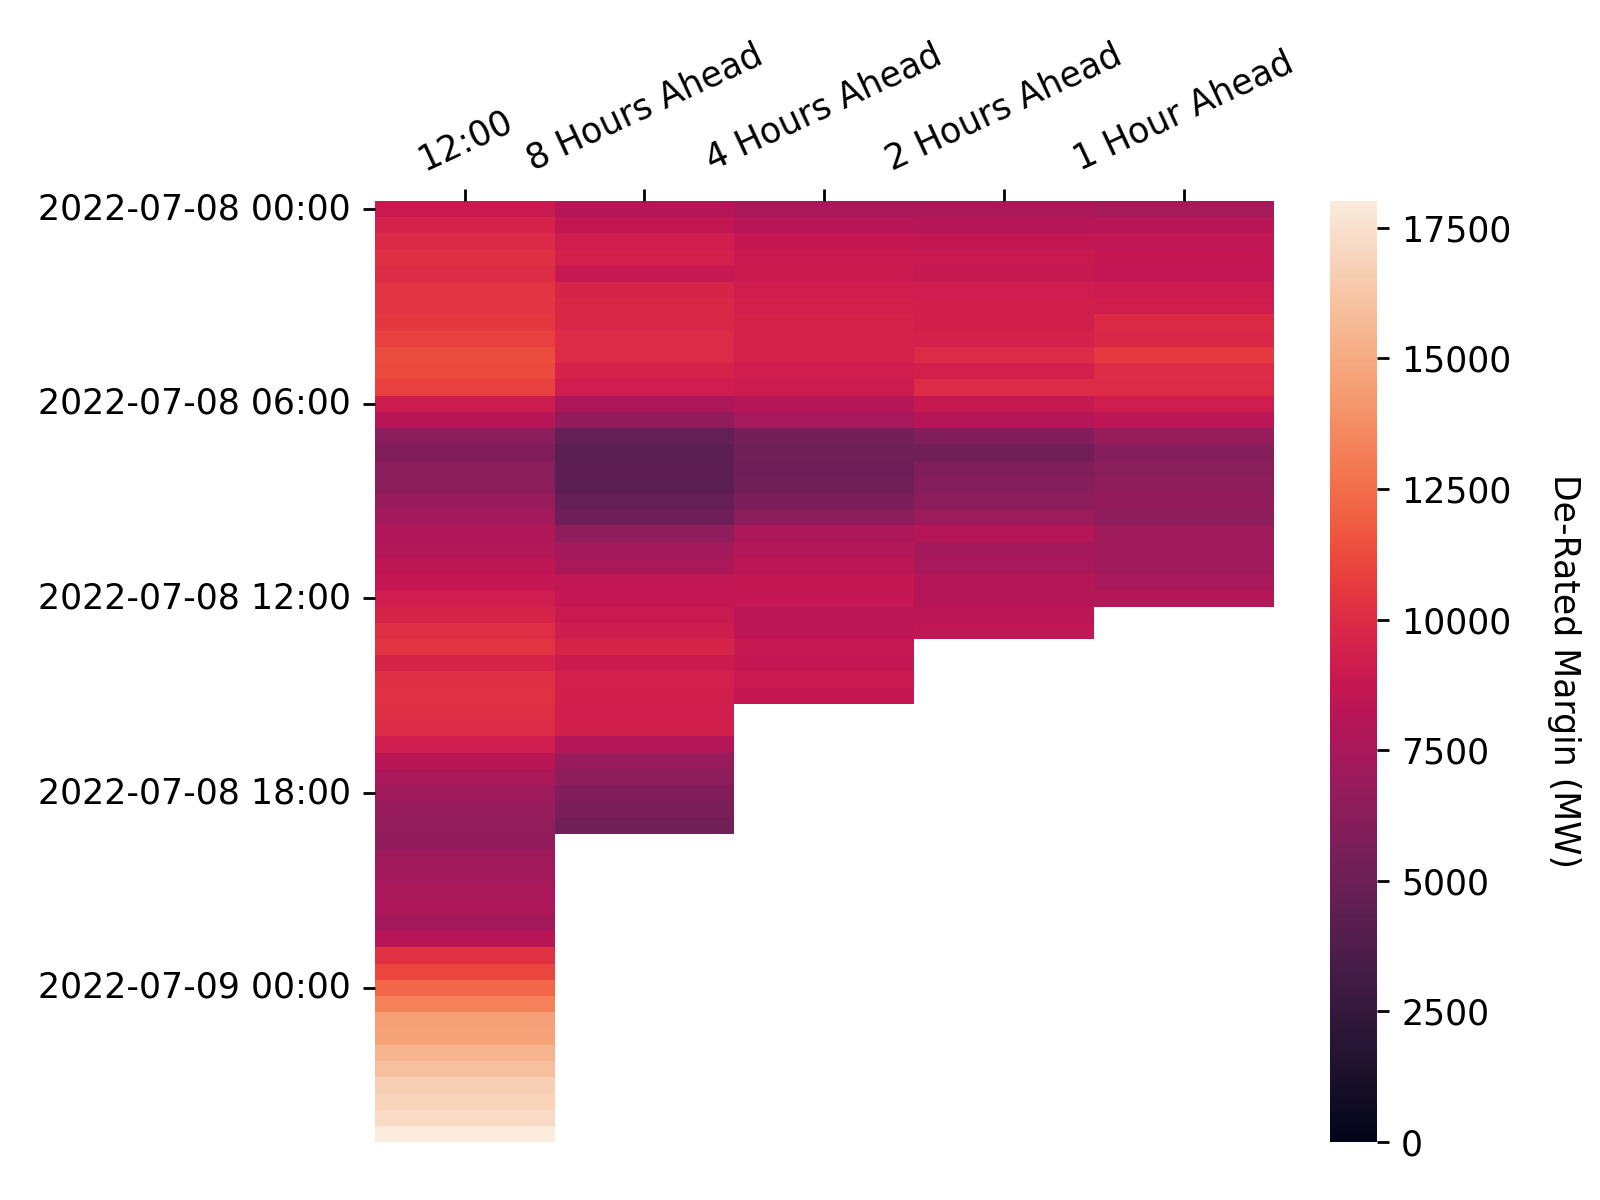 12:00
8 Hours Ahead
4 Hours Ahead
2 Hours Ahead
1 Hour Ahead
2022-07-08 00:00
2022-07-08 06:00
2022-07-08 12:00
2022-07-08 18:00
2022-07-09 00:00
17500
15000
12500
10000
7500
5000
2500
0
De-Rated Margin (MW)